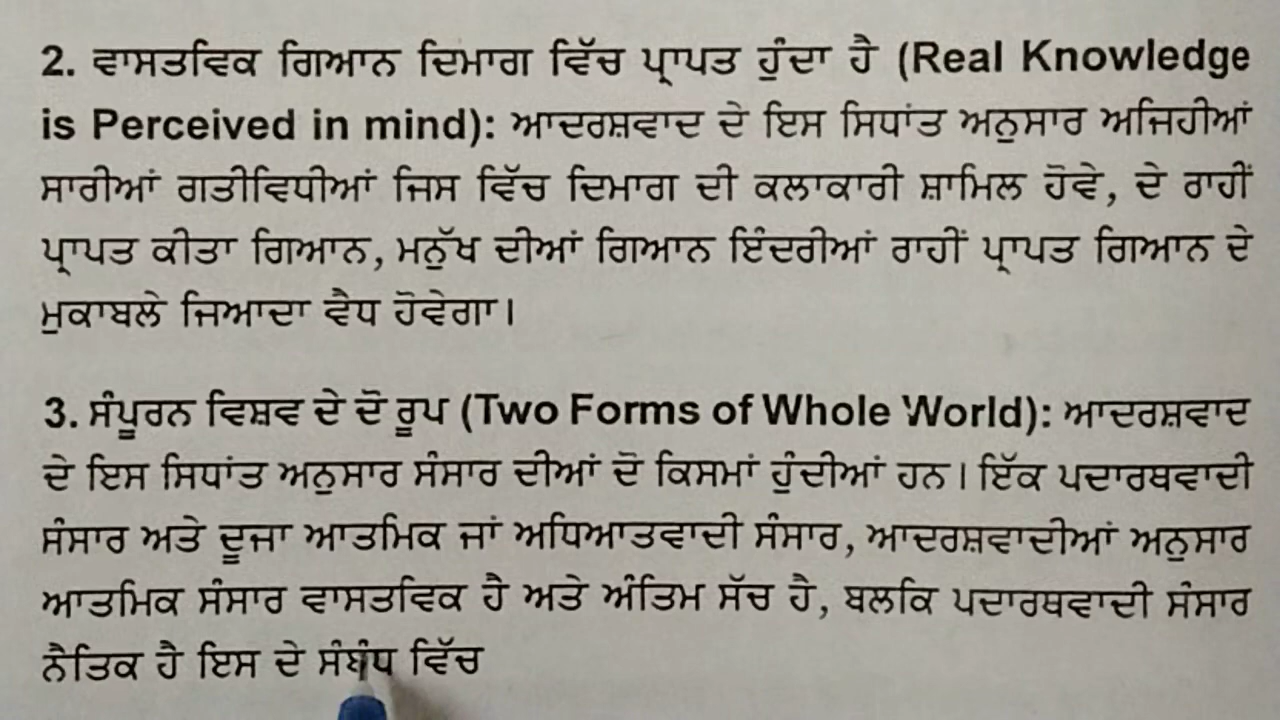 2. ਵਾਸਤਵਿਕ ਗਿਆਨ ਦਿਮਾਗ ਵਿੱਚ ਪ੍ਰਾਪਤ ਹੁੰਦਾ ਹੈ (Real Knowledge
is Perceived in mind): ਆਦਰਸ਼ਵਾਦ ਦੇ ਇਸ ਸਿਧਾਂਤ ਅਨੁਸਾਰ ਅਜਿਹੀਆਂ
ਸਾਰੀਆਂ ਗਤੀਵਿਧੀਆਂ ਜਿਸ ਵਿੱਚ ਦਿਮਾਗ ਦੀ ਕਲਾਕਾਰੀ ਸ਼ਾਮਿਲ ਹੋਵੇ, ਦੇ ਰਾਹੀਂ
ਪ੍ਰਾਪਤ ਕੀਤਾ ਗਿਆਨ, ਮਨੁੱਖ ਦੀਆਂ ਗਿਆਨ ਇੰਦਰੀਆਂ ਰਾਹੀਂ ਪ੍ਰਾਪਤ ਗਿਆਨ ਦੇ
ਮੁਕਾਬਲੇ ਜਿਆਦਾ ਵੈਧ ਹੋਵੇਗਾ।
3. ਸੰਪੂਰਨ ਵਿਸ਼ਵ ਦੇ ਦੋ ਰੂਪ (Two Forms of Whole World): ਆਦਰਸ਼ਵਾਦ
ਦੇ ਇਸ ਸਿਧਾਂਤ ਅਨੁਸਾਰ ਸੰਸਾਰ ਦੀਆਂ ਦੋ ਕਿਸਮਾਂ ਹੁੰਦੀਆਂ ਹਨ। ਇੱਕ ਪਦਾਰਥਵਾਦੀ
ਸੰਸਾਰ ਅਤੇ ਦੂਜਾ ਆਤਮਿਕ ਜਾਂ ਅਧਿਆਤਵਾਦੀ ਸੰਸਾਰ, ਆਦਰਸ਼ਵਾਦੀਆਂ ਅਨੁਸਾਰ
ਆਤਮਿਕ ਸੰਸਾਰ ਵਾਸਤਵਿਕ ਹੈ ਅਤੇ ਅੰਤਿਮ ਸੱਚ ਹੈ, ਬਲਕਿ ਪਦਾਰਥਵਾਦੀ ਸੰਸਾਰ
ਨੈਤਿਕ ਹੈ ਇਸ ਦੇ ਸੰਬੰਧ ਵਿੱਚ